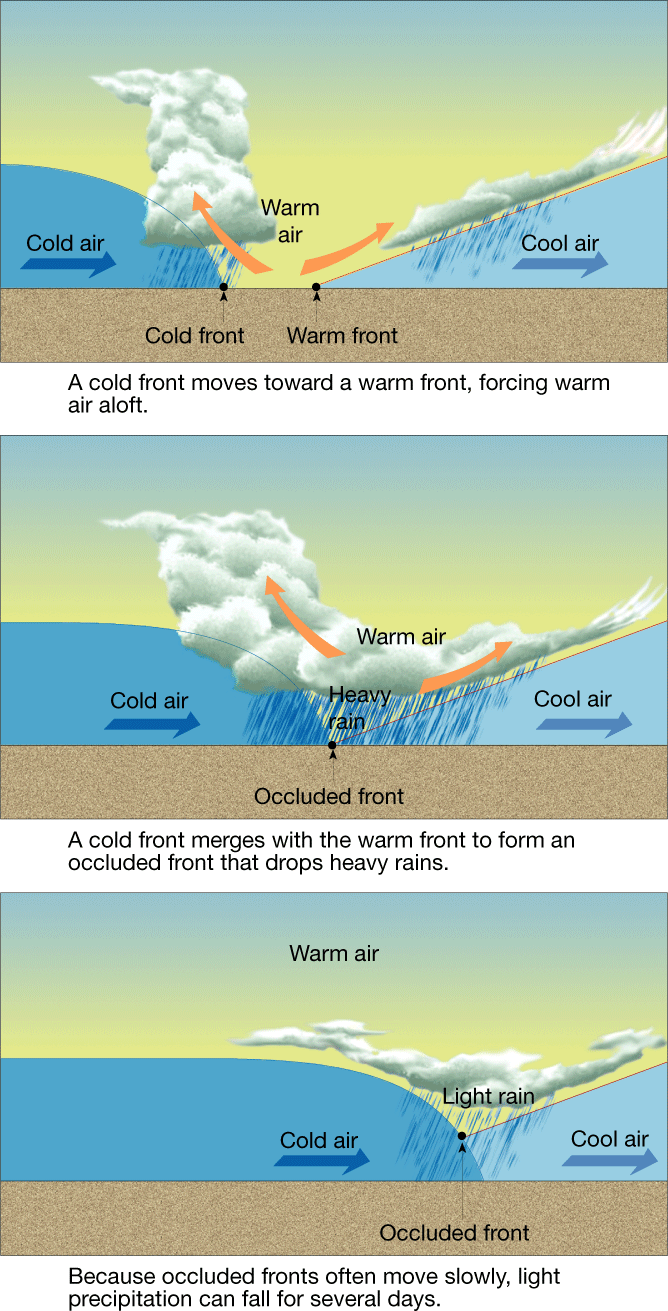 Warm
air
Cold air
Cool air
Cold front
Warm front
A cold front moves toward a warm front, forcing warm
air aloft.
Warm air
Heavy
rain
Cold air
Cool air
Occluded front
A cold front merges with the warm front to form an
occluded front that drops heavy rains.
Warm air
Light rain
Cold air
Cool air
Occluded front
Because occluded fronts often move slowly, light
precipitation can fall for several days.